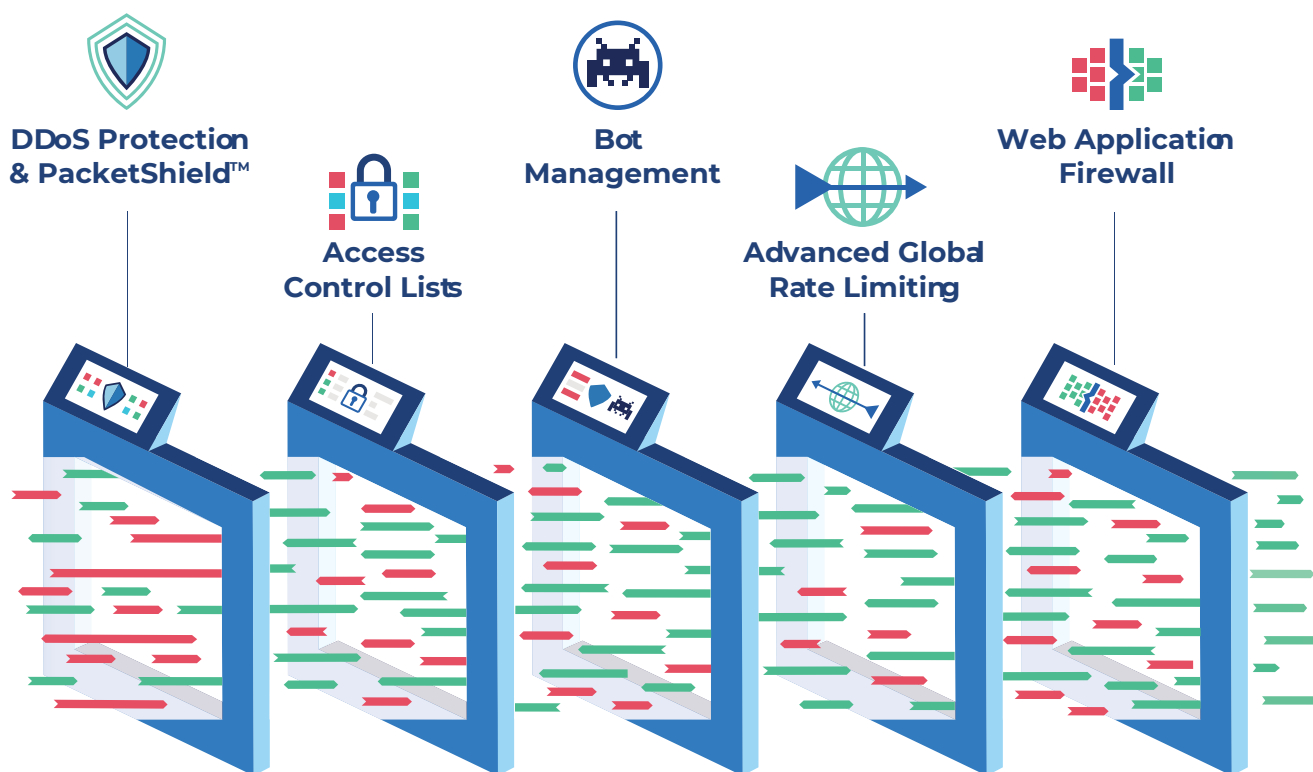 DDoS Protection
& PacketShield™
Access
Control Lists
Bot
Management
Advanced Global
Rate Limiting
Web Application
Firewall